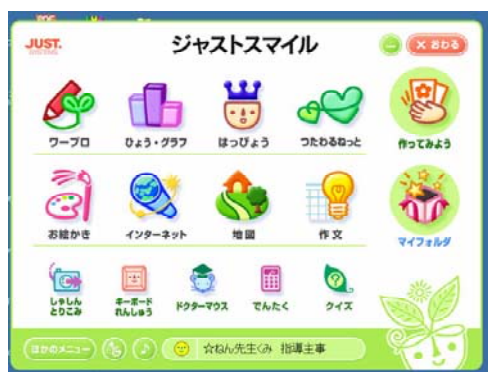 JUST.
SYSTEMS
ジャストスマイル
× おわる
ワープロ
ひょう・グラフ
はっぴょう
つたわるねっと
作ってみよう
お絵かき
インターネット
地図
作文
マイフォルダ
しゃしん
とりこみ
キーボード
れんしゅう
ドクターマウス
でんたく
クイズ
ほかのメニュー
☆ねん先生くみ 指導主事